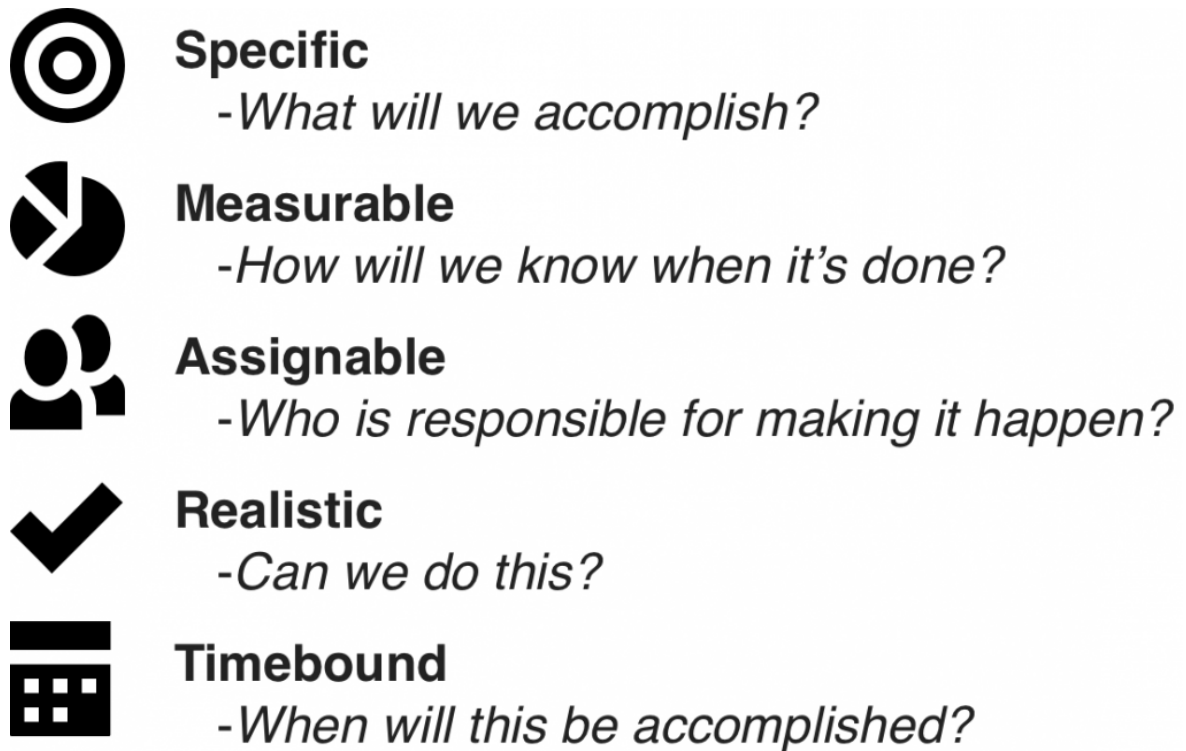 Specific
-What will we accomplish?
Measurable
-How will we know when it’s done?
Assignable
-Who is responsible for making it happen?
Realistic
-Can we do this?
Timebound
-When will this be accomplished?